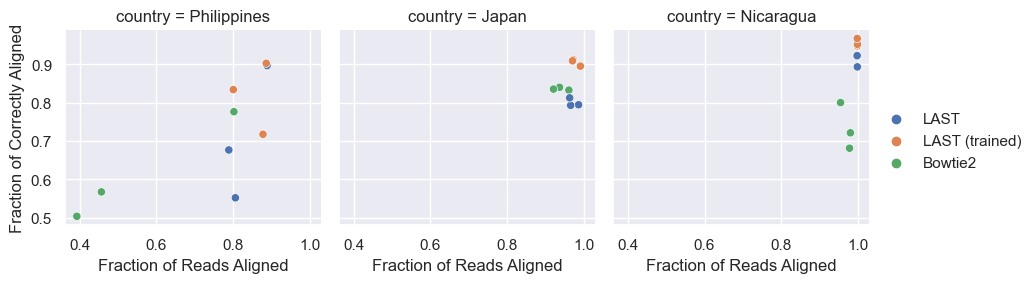 country = Philippines
country = Japan
country = Nicaragua
Fraction of Correctly Aligned
0.9
0.8
0.7
0.6
0.5
0.4 0.6 0.8 1.0
0.4 0.6 0.8 1.0
0.4 0.6 0.8 1.0
Fraction of Reads Aligned
Fraction of Reads Aligned
Fraction of Reads Aligned
LAST
LAST (trained)
Bowtie2